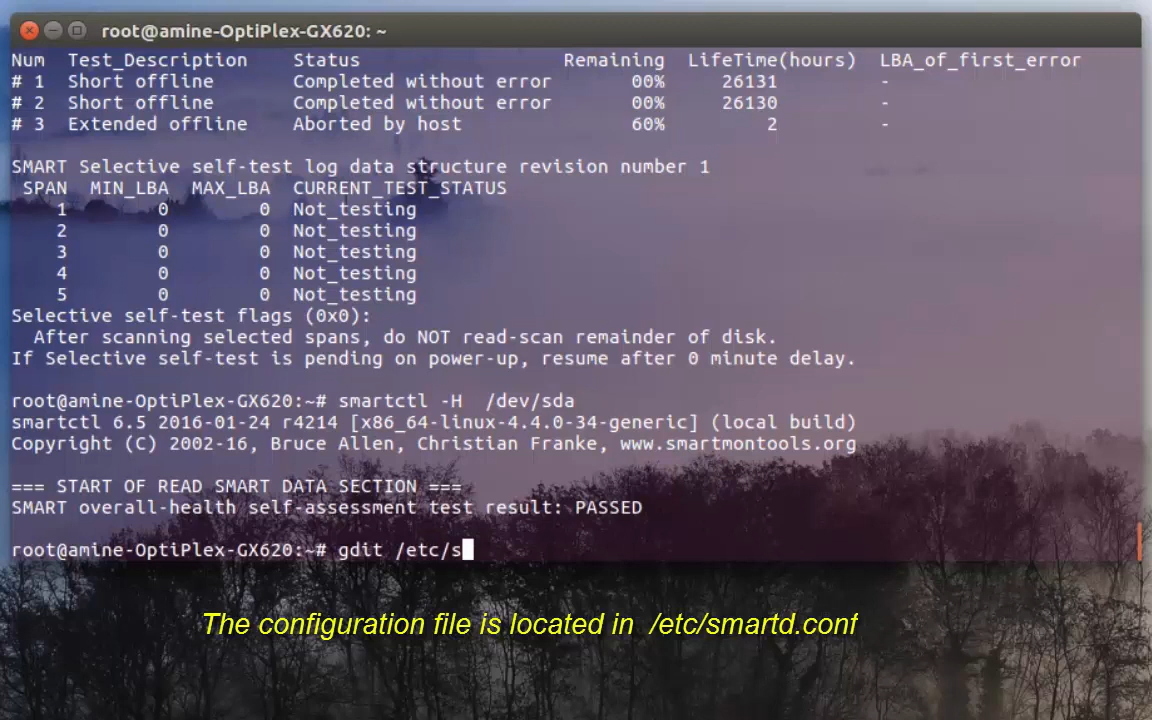 root@amine-OptiPlex-GX620: ~
Num  Test_Description    Status                  Remaining  LifeTime(hours)  LBA_of_first_error
# 1  Short offline       Completed without error       00%     26131         -
# 2  Short offline       Completed without error       00%     26130         -
# 3  Extended offline    Aborted by host               60%         2         -
SMART Selective self-test log data structure revision number 1
 SPAN  MIN_LBA  MAX_LBA  CURRENT_TEST_STATUS
    1        0        0  Not_testing
    2        0        0  Not_testing
    3        0        0  Not_testing
    4        0        0  Not_testing
    5        0        0  Not_testing
Selective self-test flags (0x0):
  After scanning selected spans, do NOT read-scan remainder of disk.
If Selective self-test is pending on power-up, resume after 0 minute delay.
root@amine-OptiPlex-GX620:~# smartctl -H  /dev/sda
smartctl 6.5 2016-01-24 r4214 [x86_64-linux-4.4.0-34-generic] (local build)
Copyright (C) 2002-16, Bruce Allen, Christian Franke, www.smartmontools.org
=== START OF READ SMART DATA SECTION ===
SMART overall-health self-assessment test result: PASSED
root@amine-OptiPlex-GX620:~# gdit /etc/s
The configuration file is located in  /etc/smartd.conf